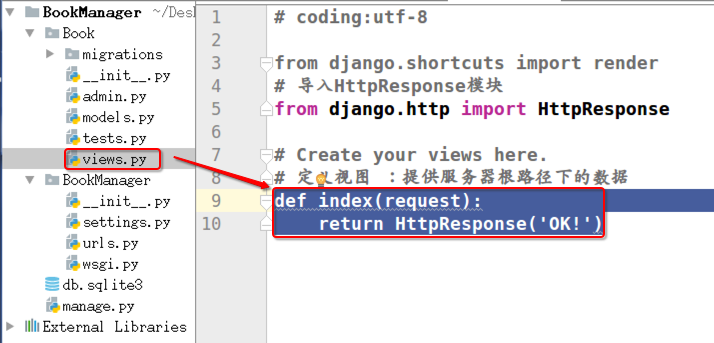 BookManager ~/Des
Book
migrations
__init__.py
admin.py
models.py
tests.py
views.py
BookManager
__init__.py
settings.py
urls.py
wsgi.py
db.sqlite3
manage.py
External Libraries
1 # coding:utf-8
2
3 from django.shortcuts import render
4 # 导入HttpResponse模块
5 from django.http import HttpResponse
6
7 # Create your views here.
8 # 定义视图 :提供服务器根路径下的数据
9 def index(request):
10 return HttpResponse('OK!')